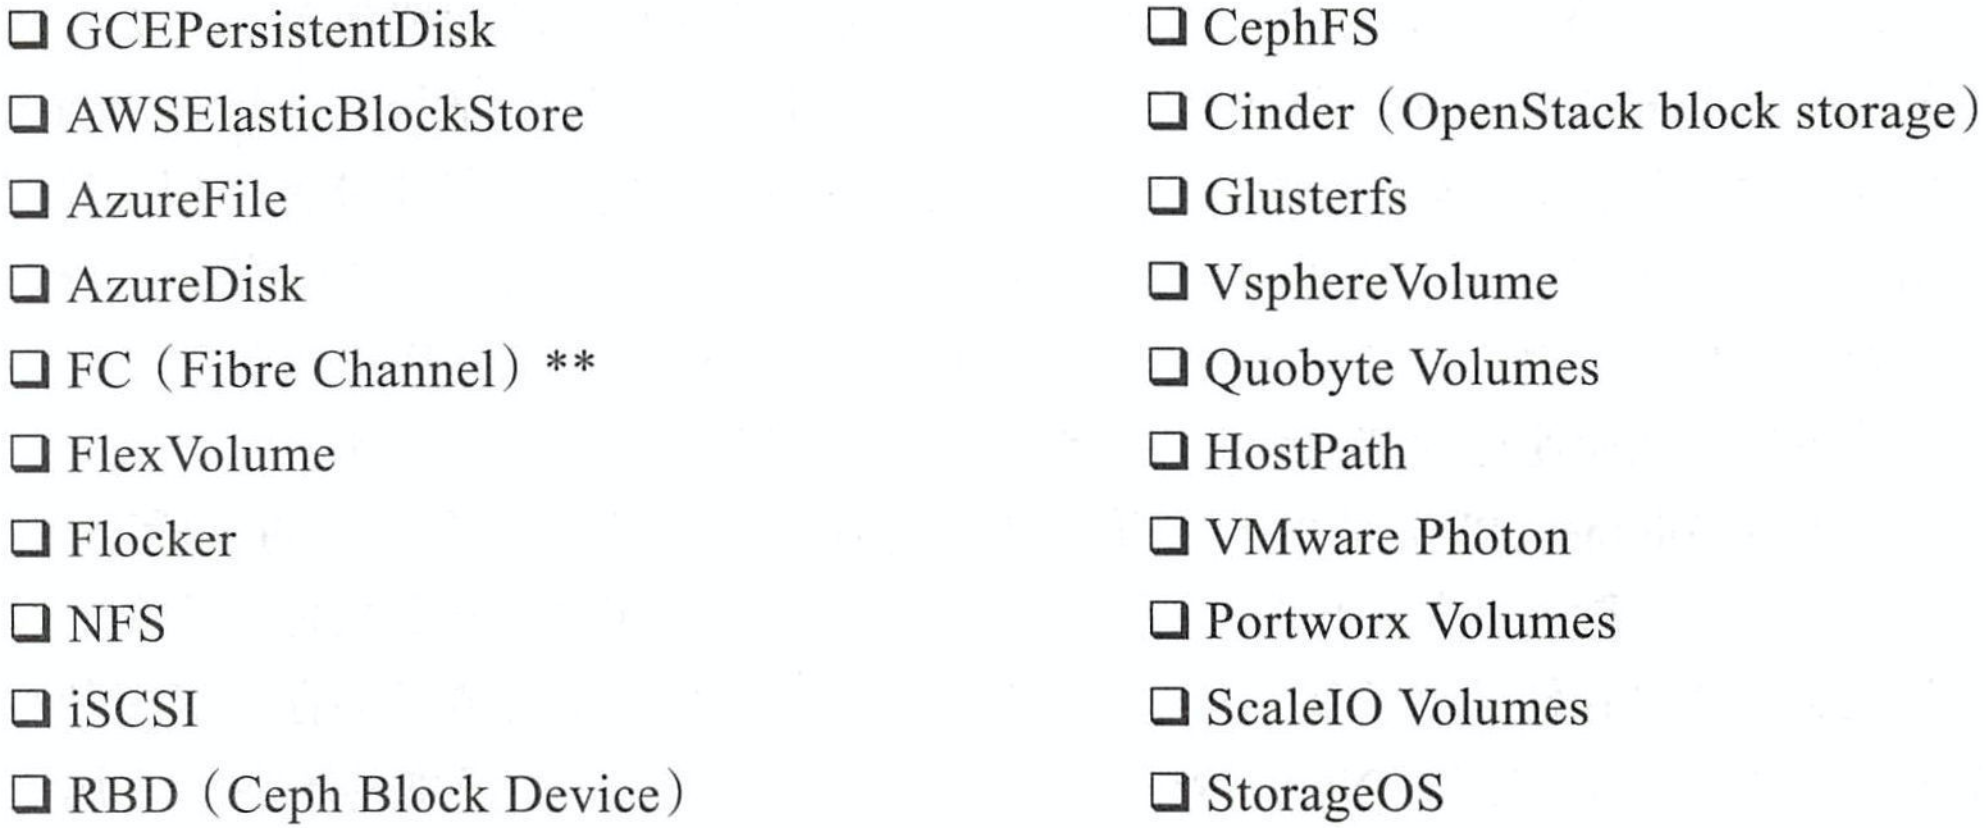 ❑ GCEPersistentDisk
❑ AWSElasticBlockStore
❑ AzureFile
❑ AzureDisk
❑ FC（Fibre Channel）**
❑ FlexVolume
❑ Flocker
❑ NFS
❑ iSCSI
❑ RBD（Ceph Block Device）
❑ CephFS
❑ Cinder（OpenStack block storage）
❑ Glusterfs
❑ VsphereVolume
❑ Quobyte Volumes
❑ HostPath
❑ VMware Photon
❑ Portworx Volumes
❑ ScaleIO Volumes
❑ StorageOS